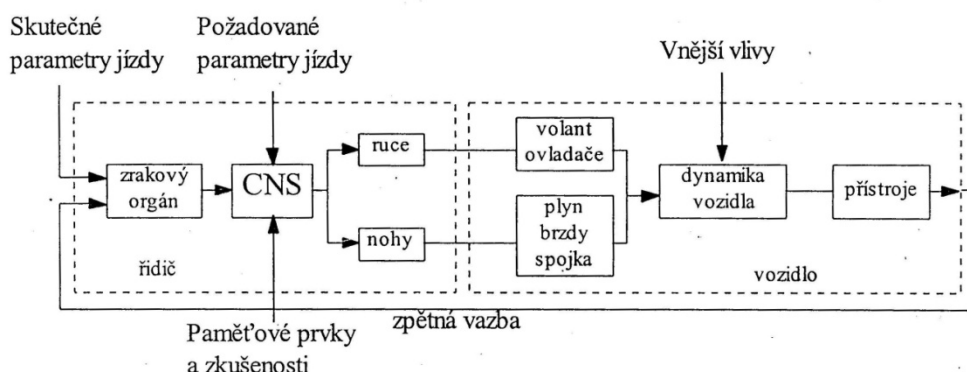 Skutečné
parametry jízdy
Požadované
parametry jízdy
Vnější vlivy
zrakový
orgán
CNS
ruce
nohy
volant
ovladače
plyn
brzdy
spojka
dynamika
vozidla
přístroje
řidič
vozidlo
zpětná vazba
Paměťové prvky
a zkušenosti